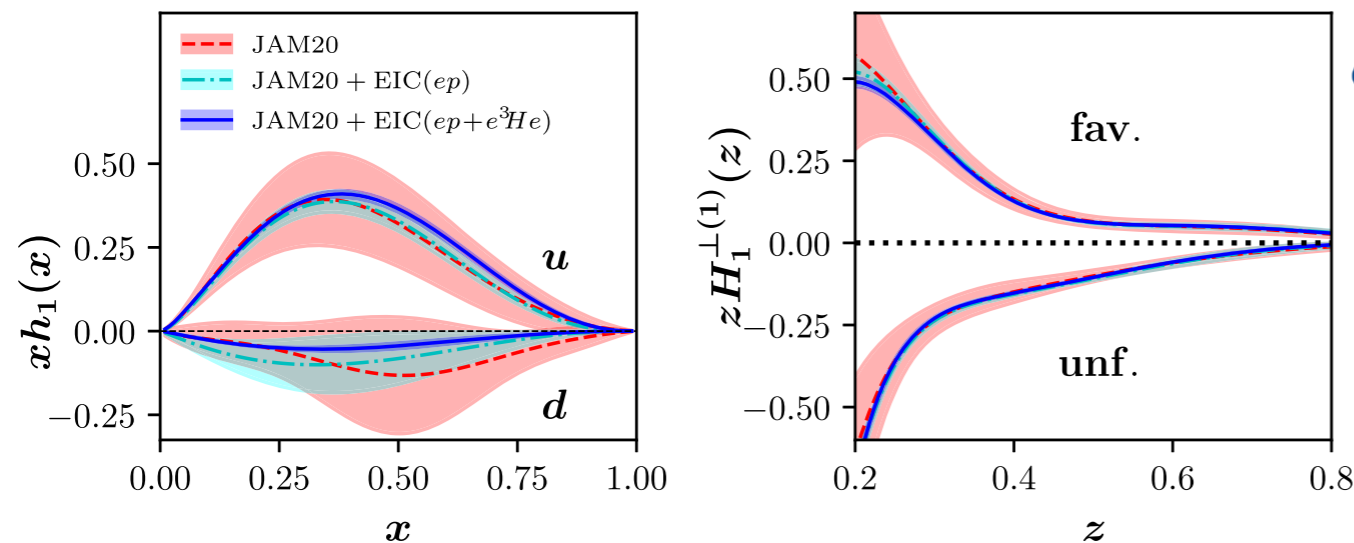 JAM20
JAM20 + EIC(ep)
JAM20 + EIC(ep+e³He)
0.50
0.25
0.00
−0.25
xh₁(x)
u
d
0.00 0.25 0.50 0.75 1.00
x
0.50
0.25
0.00
−0.25
−0.50
zH₁^⊥(1)(z)
fav.
unf.
0.2 0.4 0.6 0.8
z